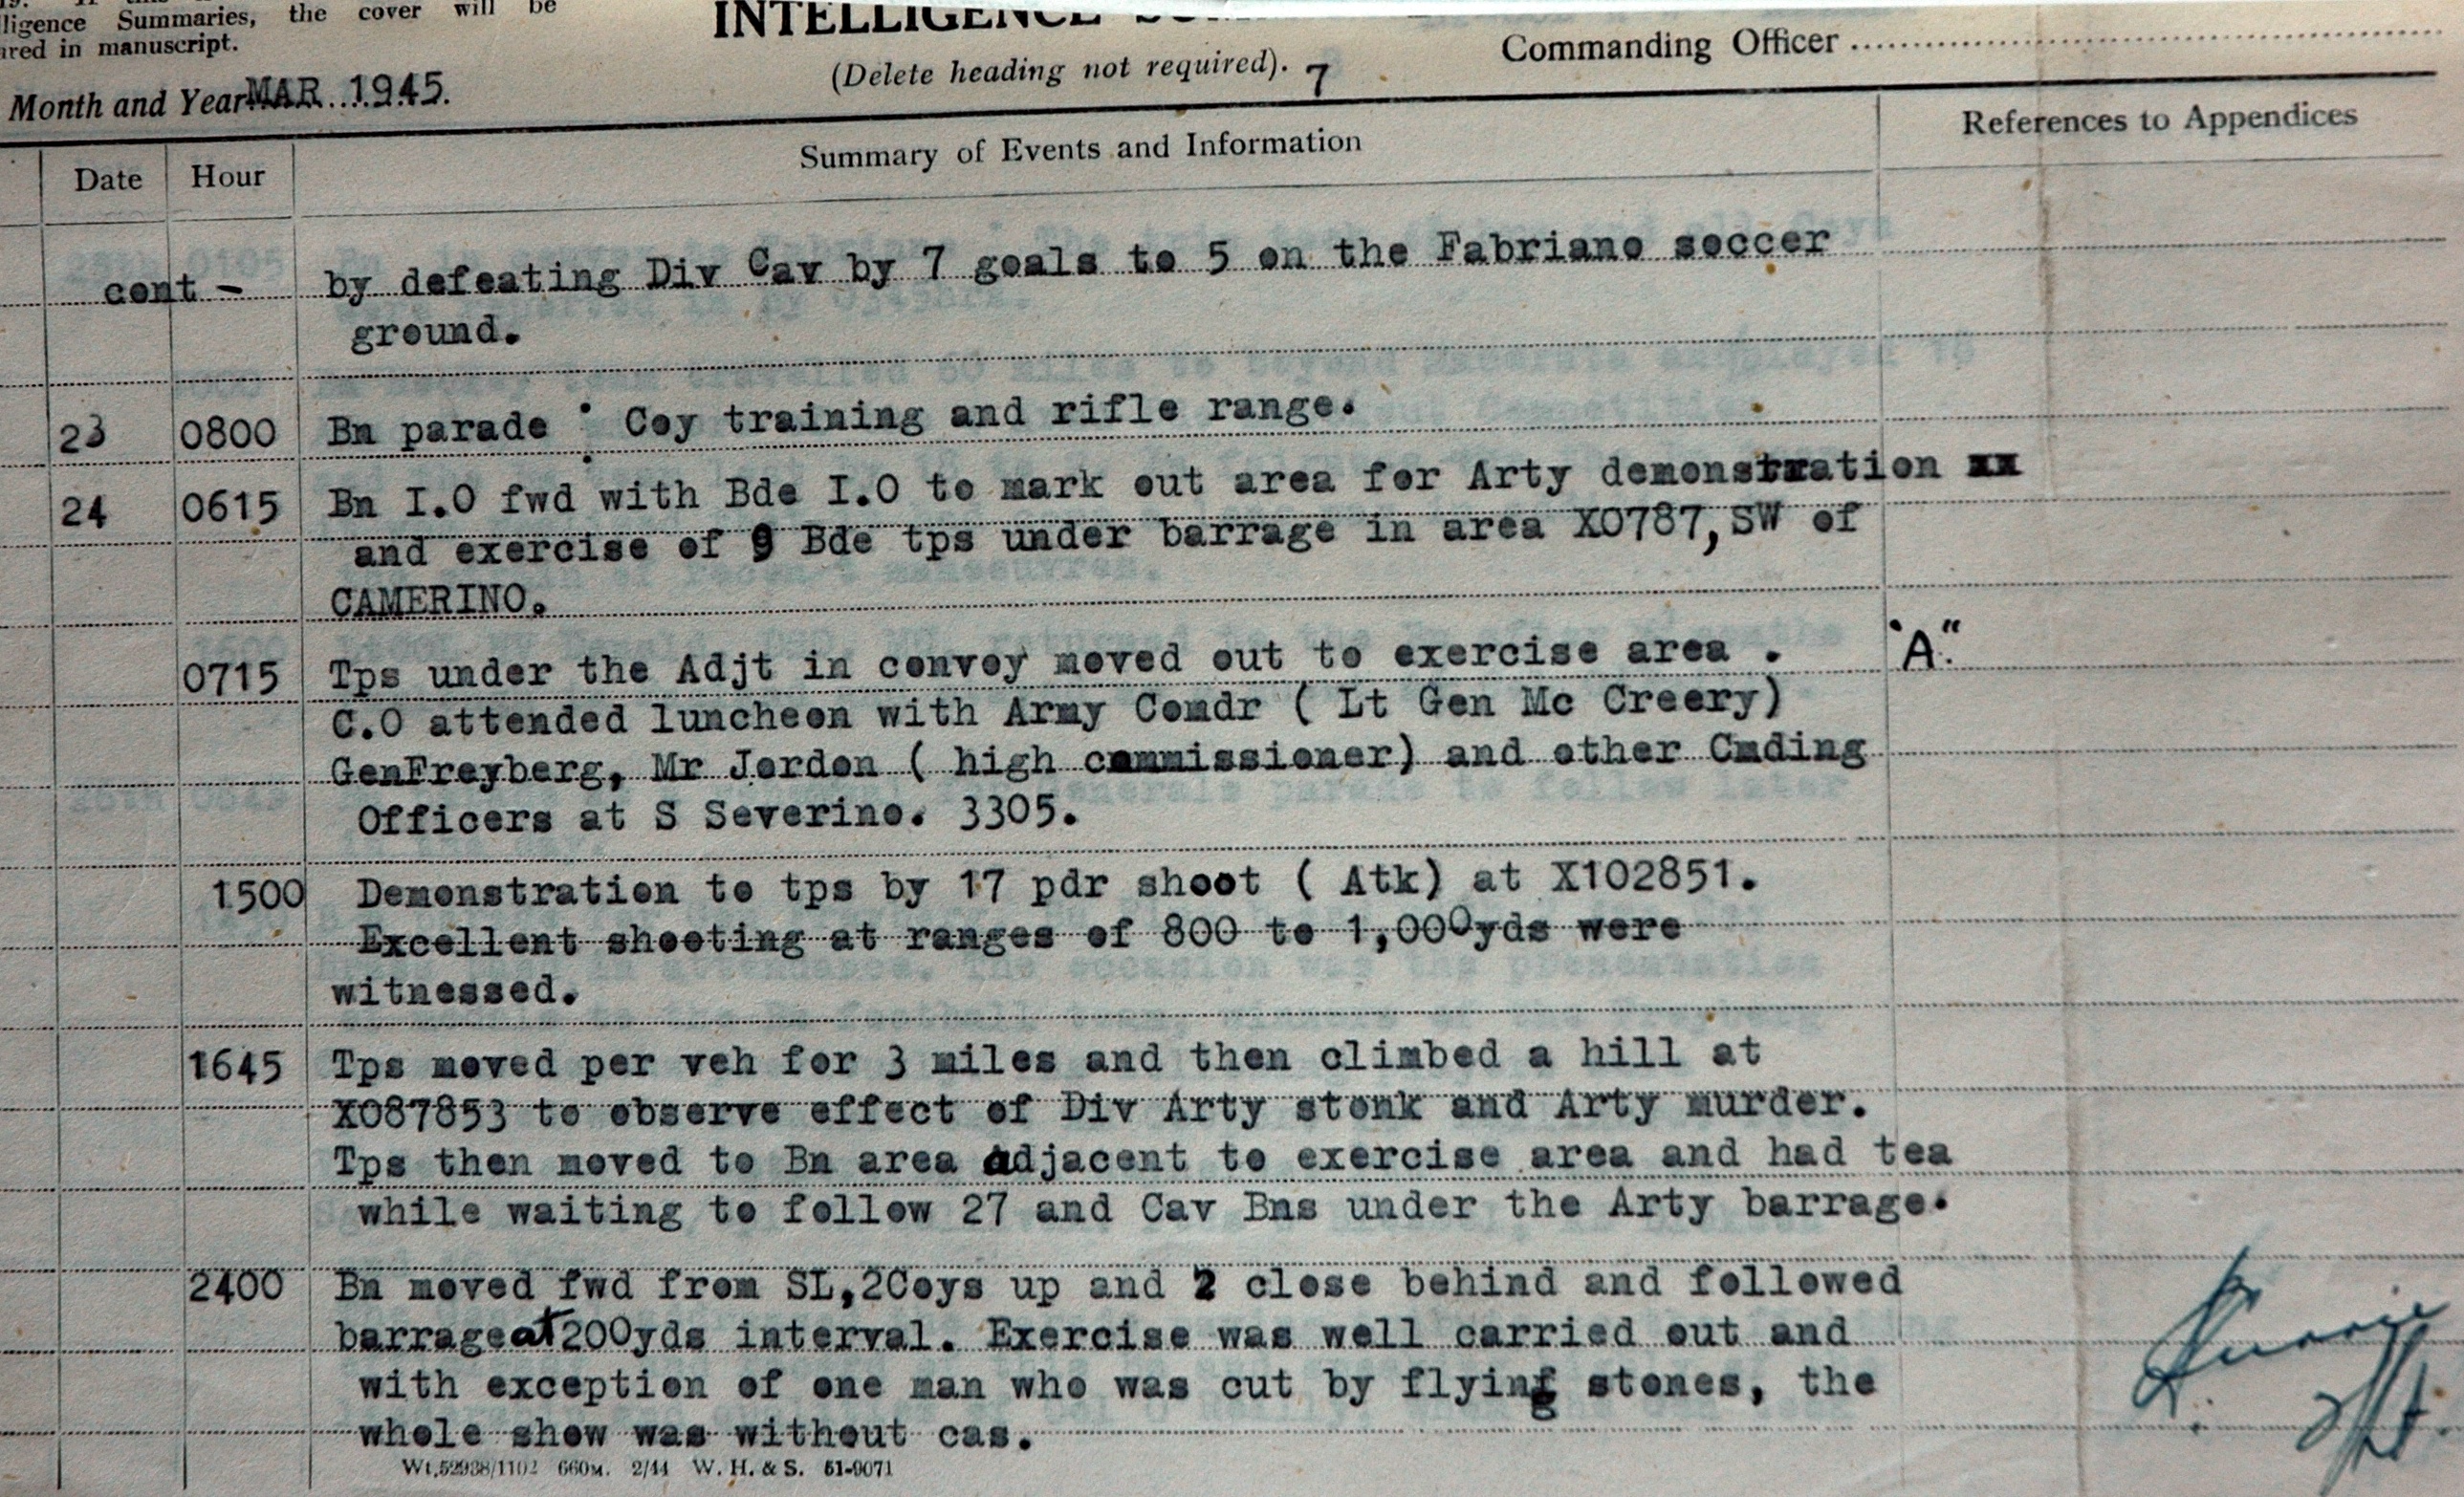 lligence Summaries, the cover will be
ared in manuscript.
INTELLIGENCE
(Delete heading not required). 7
Commanding Officer
Month and Year MAR 1945.
Date Hour Summary of Events and Information References to Appendices
cont - by defeating Div Cav by 7 goals to 5 on the Fabriano soccer
ground.
23 0800 Bn parade : Coy training and rifle range.
24 0615 Bn I.O fwd with Bde I.O to mark out area for Arty demonstration xx
and exercise of 9 Bde tps under barrage in area X0787, SW of
CAMERINO.
0715 Tps under the Adjt in convoy moved out to exercise area . "A".
C.O attended luncheon with Army Comdr ( Lt Gen Mc Creery)
GenFreyberg, Mr Jordon ( high commissioner) and other Cmding
Officers at S Severino. 3305.
1500 Demonstration to tps by 17 pdr shoot ( Atk) at X102851.
Excellent shooting at ranges of 800 to 1,000yds were
witnessed.
1645 Tps moved per veh for 3 miles and then climbed a hill at
X087853 to observe effect of Div Arty stonk and Arty murder.
Tps then moved to Bn area adjacent to exercise area and had tea
while waiting to follow 27 and Cav Bns under the Arty barrage.
2400 Bn moved fwd from SL,2Coys up and 2 close behind and followed
barrage at 200yds interval. Exercise was well carried out and
with exception of one man who was cut by flying stones, the
whole show was without cas.
Wt.52938/1102 660M. 2/44 W. H. & S. 51-9071